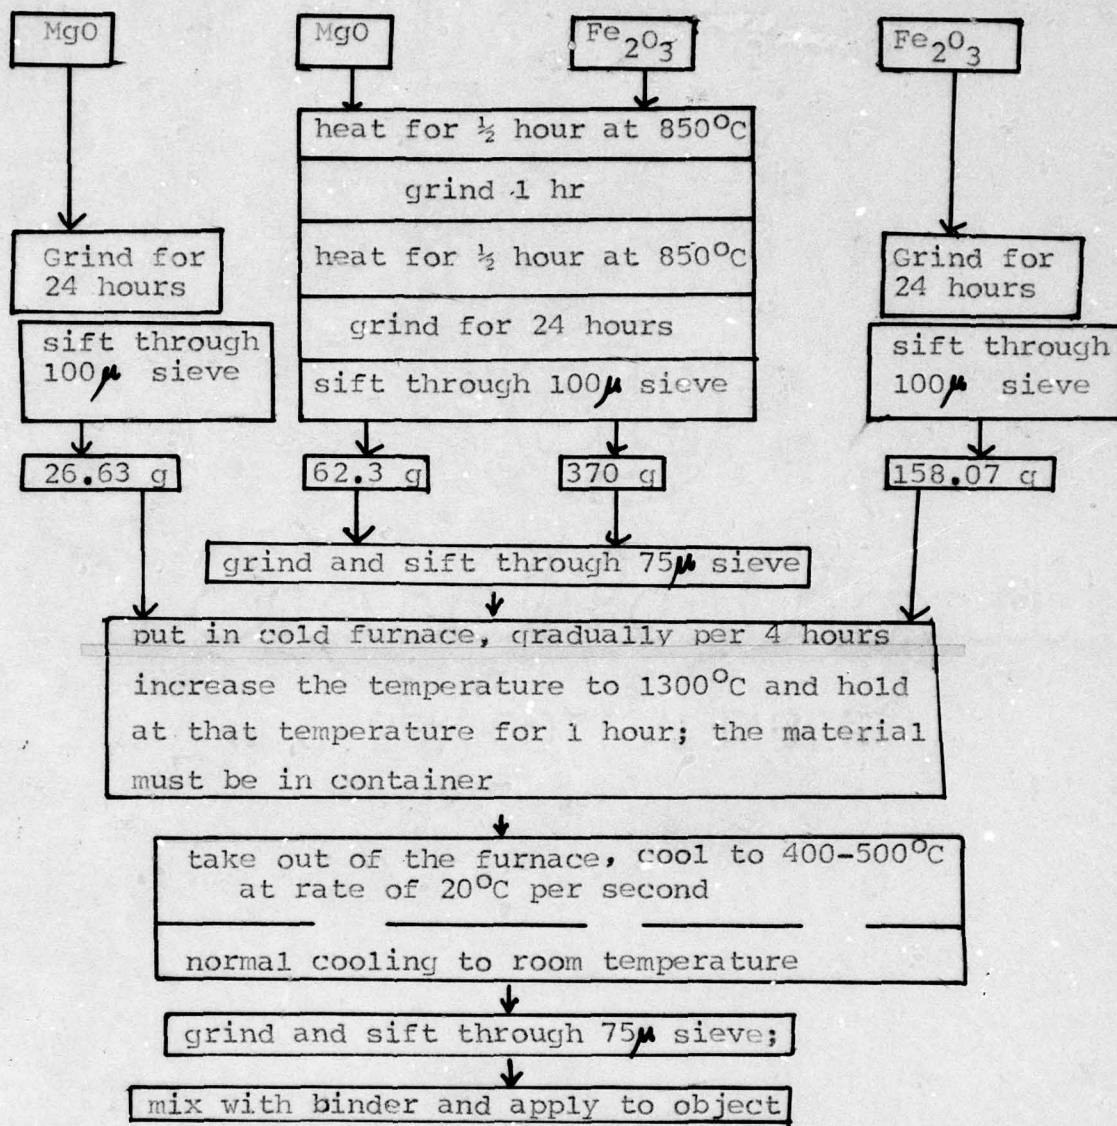 MgO
MgO
Fe2O3
Fe2O3
heat for ½ hour at 850°C
grind 1 hr
heat for ½ hour at 850°C
grind for 24 hours
sift through 100μ sieve
Grind for
24 hours
sift through
100μ sieve
Grind for
24 hours
sift through
100μ sieve
26.63 g
62.3 g
370 g
158.07 g
grind and sift through 75μ sieve
put in cold furnace, gradually per 4 hours
increase the temperature to 1300°C and hold
at that temperature for 1 hour; the material
must be in container
take out of the furnace, cool to 400-500°C
at rate of 20°C per second
normal cooling to room temperature
grind and sift through 75μ sieve;
mix with binder and apply to object